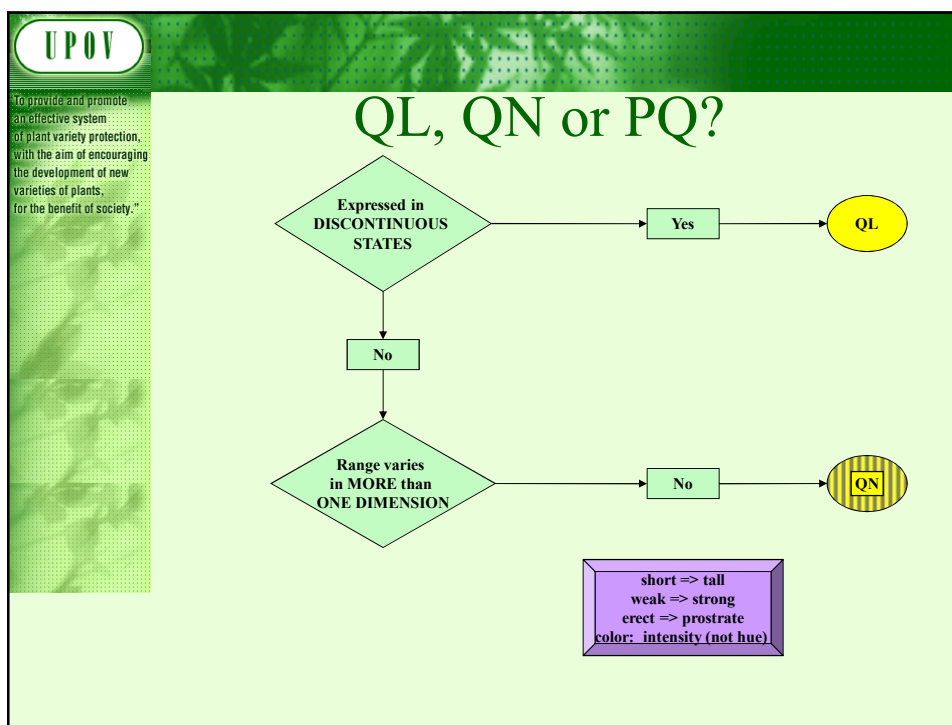 UPOV
To provide and promote
an effective system
of plant variety protection,
with the aim of encouraging
the development of new
varieties of plants,
for the benefit of society.”
QL, QN or PQ?
Expressed in
DISCONTINUOUS
STATES
Yes
QL
No
Range varies
in MORE than
ONE DIMENSION
No
QN
short => tall
weak => strong
erect => prostrate
color: intensity (not hue)